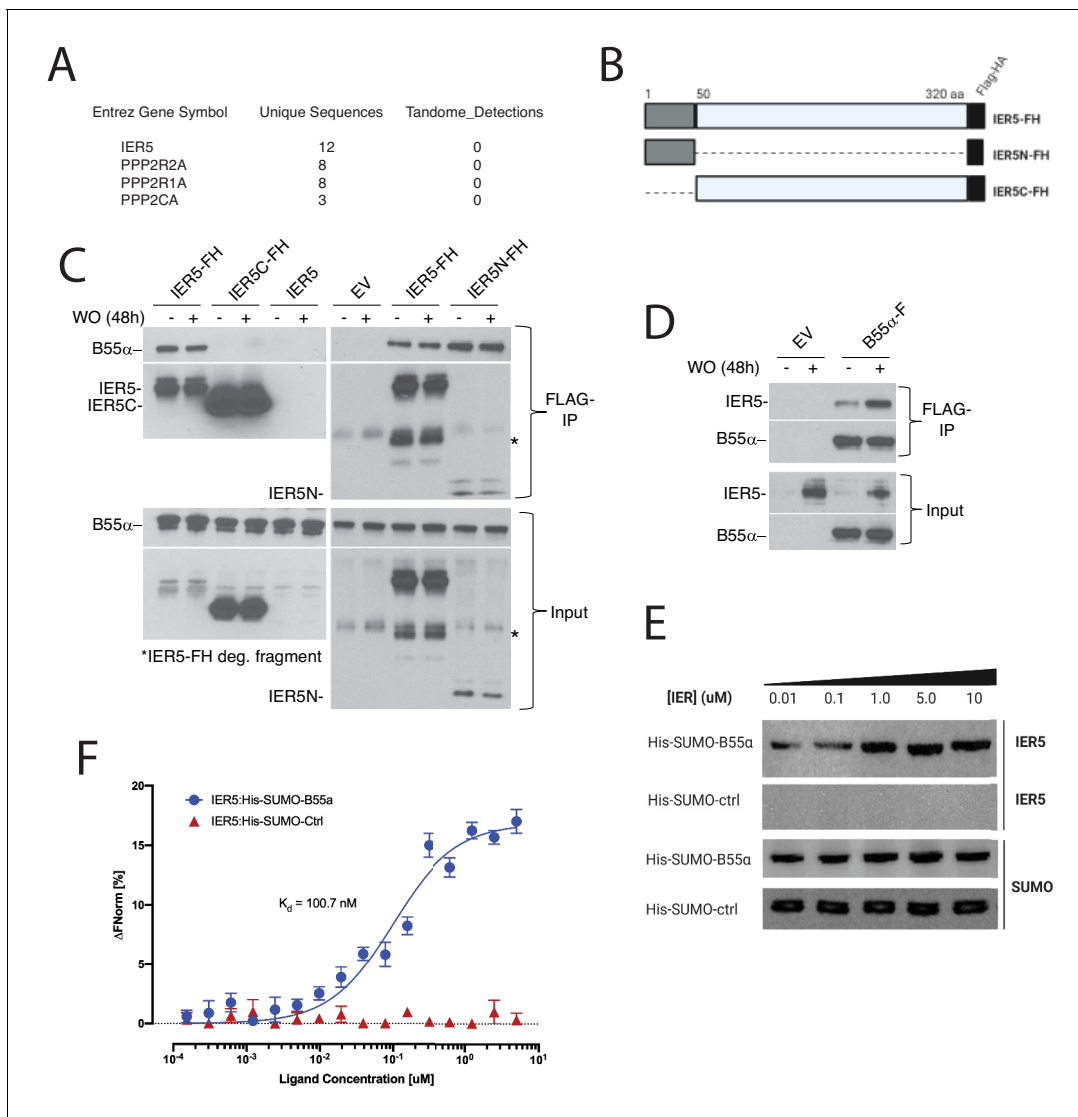 A
Entrez Gene Symbol Unique Sequences Tandome_Detections
IER5 12 0
PPP2R2A 8 0
PPP2R1A 8 0
PPP2CA 3 0
B
1 50 320 aa Flag-HA
IER5-FH
IER5N-FH
IER5C-FH
C
IER5-FH IER5C-FH IER5 EV IER5-FH IER5N-FH
WO (48h) - + - + - + - + - + - +
B55α–
IER5-
IER5C-
FLAG-
IP
*
IER5N-
B55α–
Input
*
*IER5-FH deg. fragment
IER5N-
D
EV B55α-F
WO (48h) - + - +
IER5-
FLAG-
IP
B55α–
IER5-
Input
B55α–
E
[IER] (uM) 0.01 0.1 1.0 5.0 10
His-SUMO-B55α IER5
His-SUMO-ctrl IER5
His-SUMO-B55α
SUMO
His-SUMO-ctrl
F
20
15
10
5
0
ΔFNorm [%]
IER5:His-SUMO-B55a
IER5:His-SUMO-Ctrl
Kd = 100.7 nM
10-4 10-3 10-2 10-1 100 101
Ligand Concentration [uM]